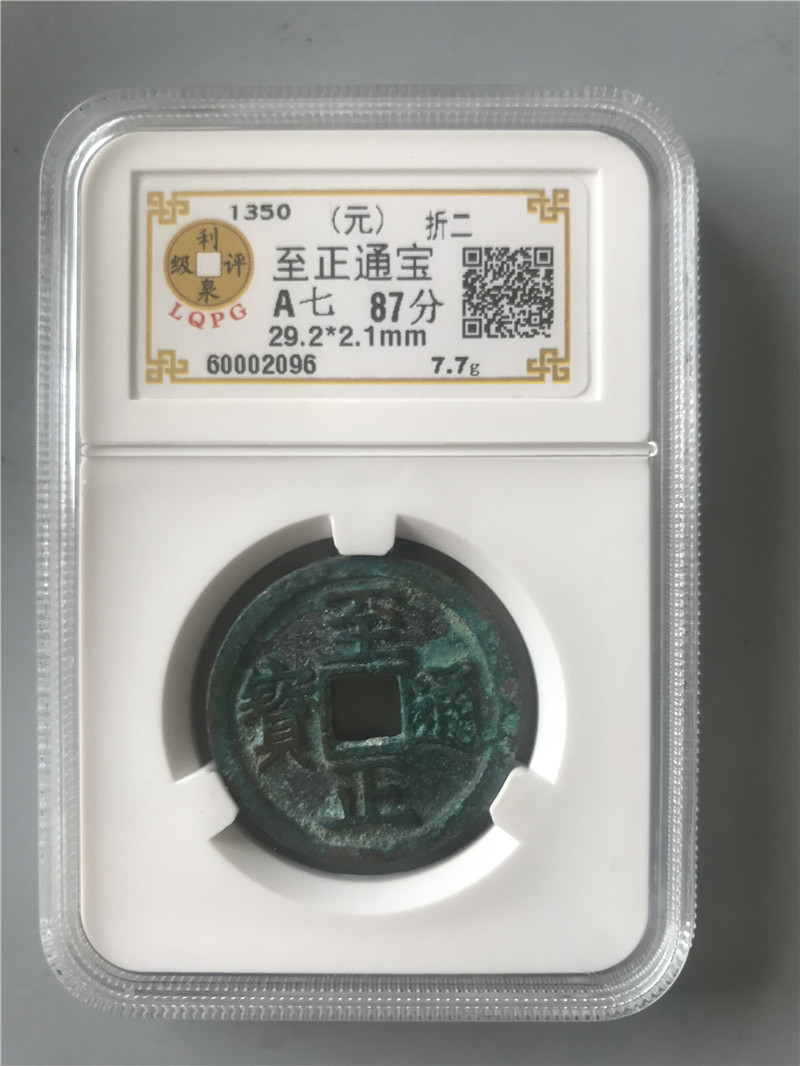 1350 （元） 折二
利泉评级
LQPG
至正通宝
A七 87分
29.2*2.1mm
60002096 7.7g
至正通寳